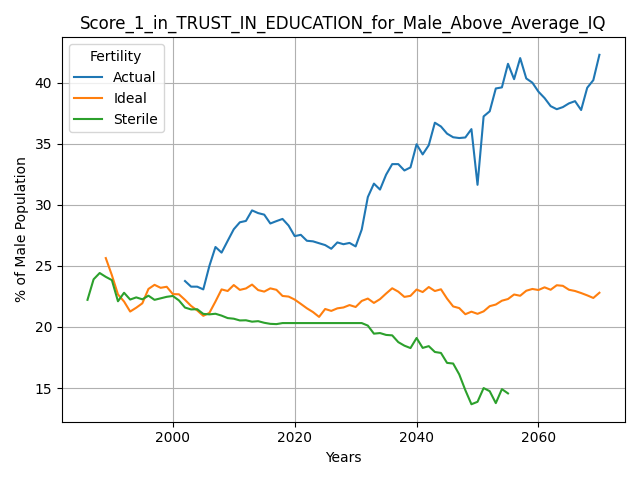 Score_1_in_TRUST_IN_EDUCATION_for_Male_Above_Average_IQ
Fertility
Actual
Ideal
Sterile
% of Male Population
40
35
30
25
20
15
2000
2020
2040
2060
Years